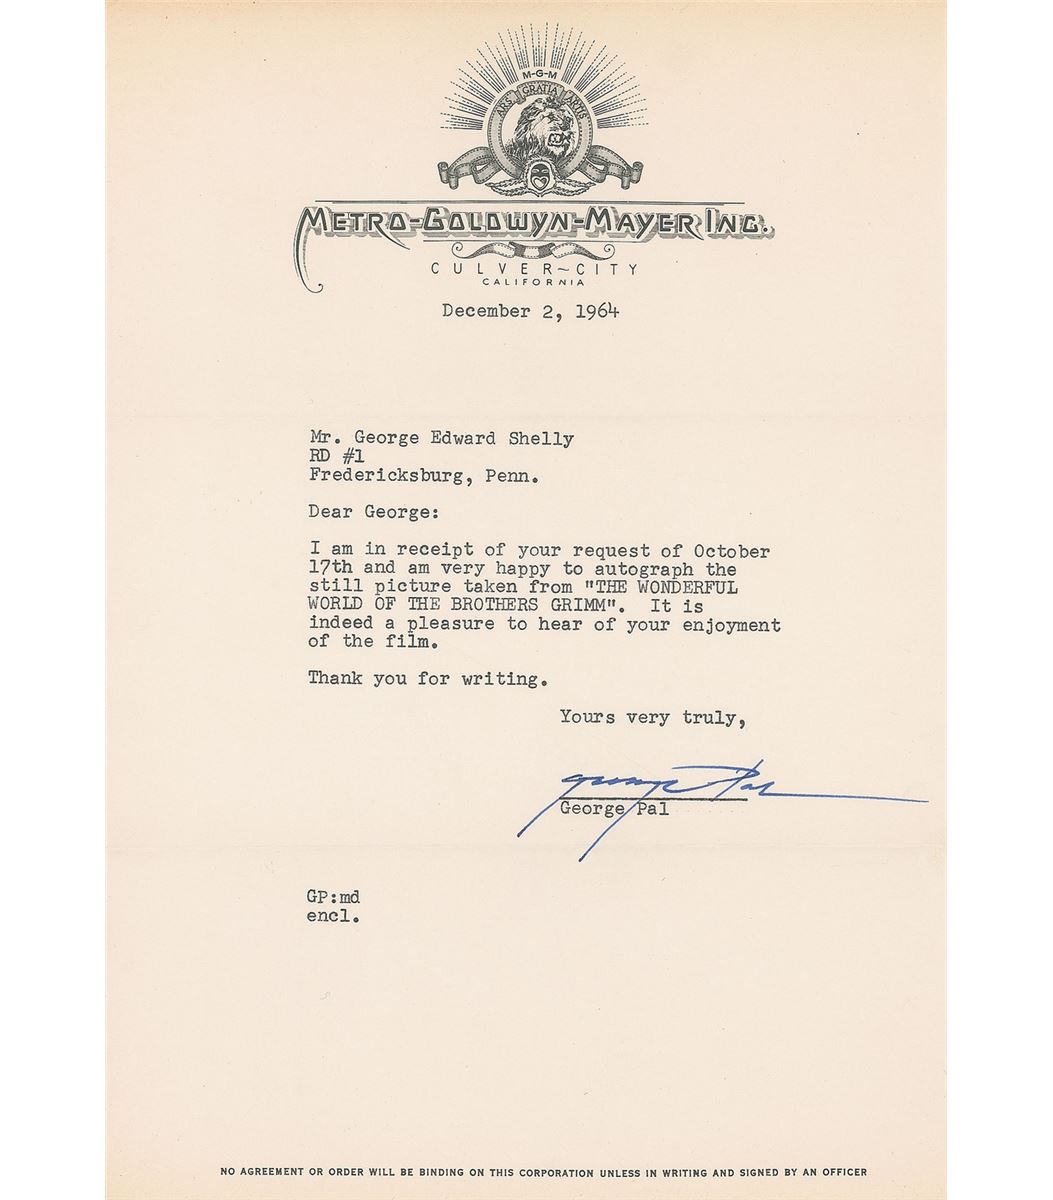 M-G-M
ARS GRATIA ARTIS
METRO-GOLDWYN-MAYER INC.
CULVER~CITY
CALIFORNIA
December 2, 1964
Mr. George Edward Shelly
RD #1
Fredericksburg, Penn.
Dear George:
I am in receipt of your request of October
17th and am very happy to autograph the
still picture taken from "THE WONDERFUL
WORLD OF THE BROTHERS GRIMM". It is
indeed a pleasure to hear of your enjoyment
of the film.
Thank you for writing.
Yours very truly,
George Pal
George Pal
GP:md
encl.
NO AGREEMENT OR ORDER WILL BE BINDING ON THIS CORPORATION UNLESS IN WRITING AND SIGNED BY AN OFFICER